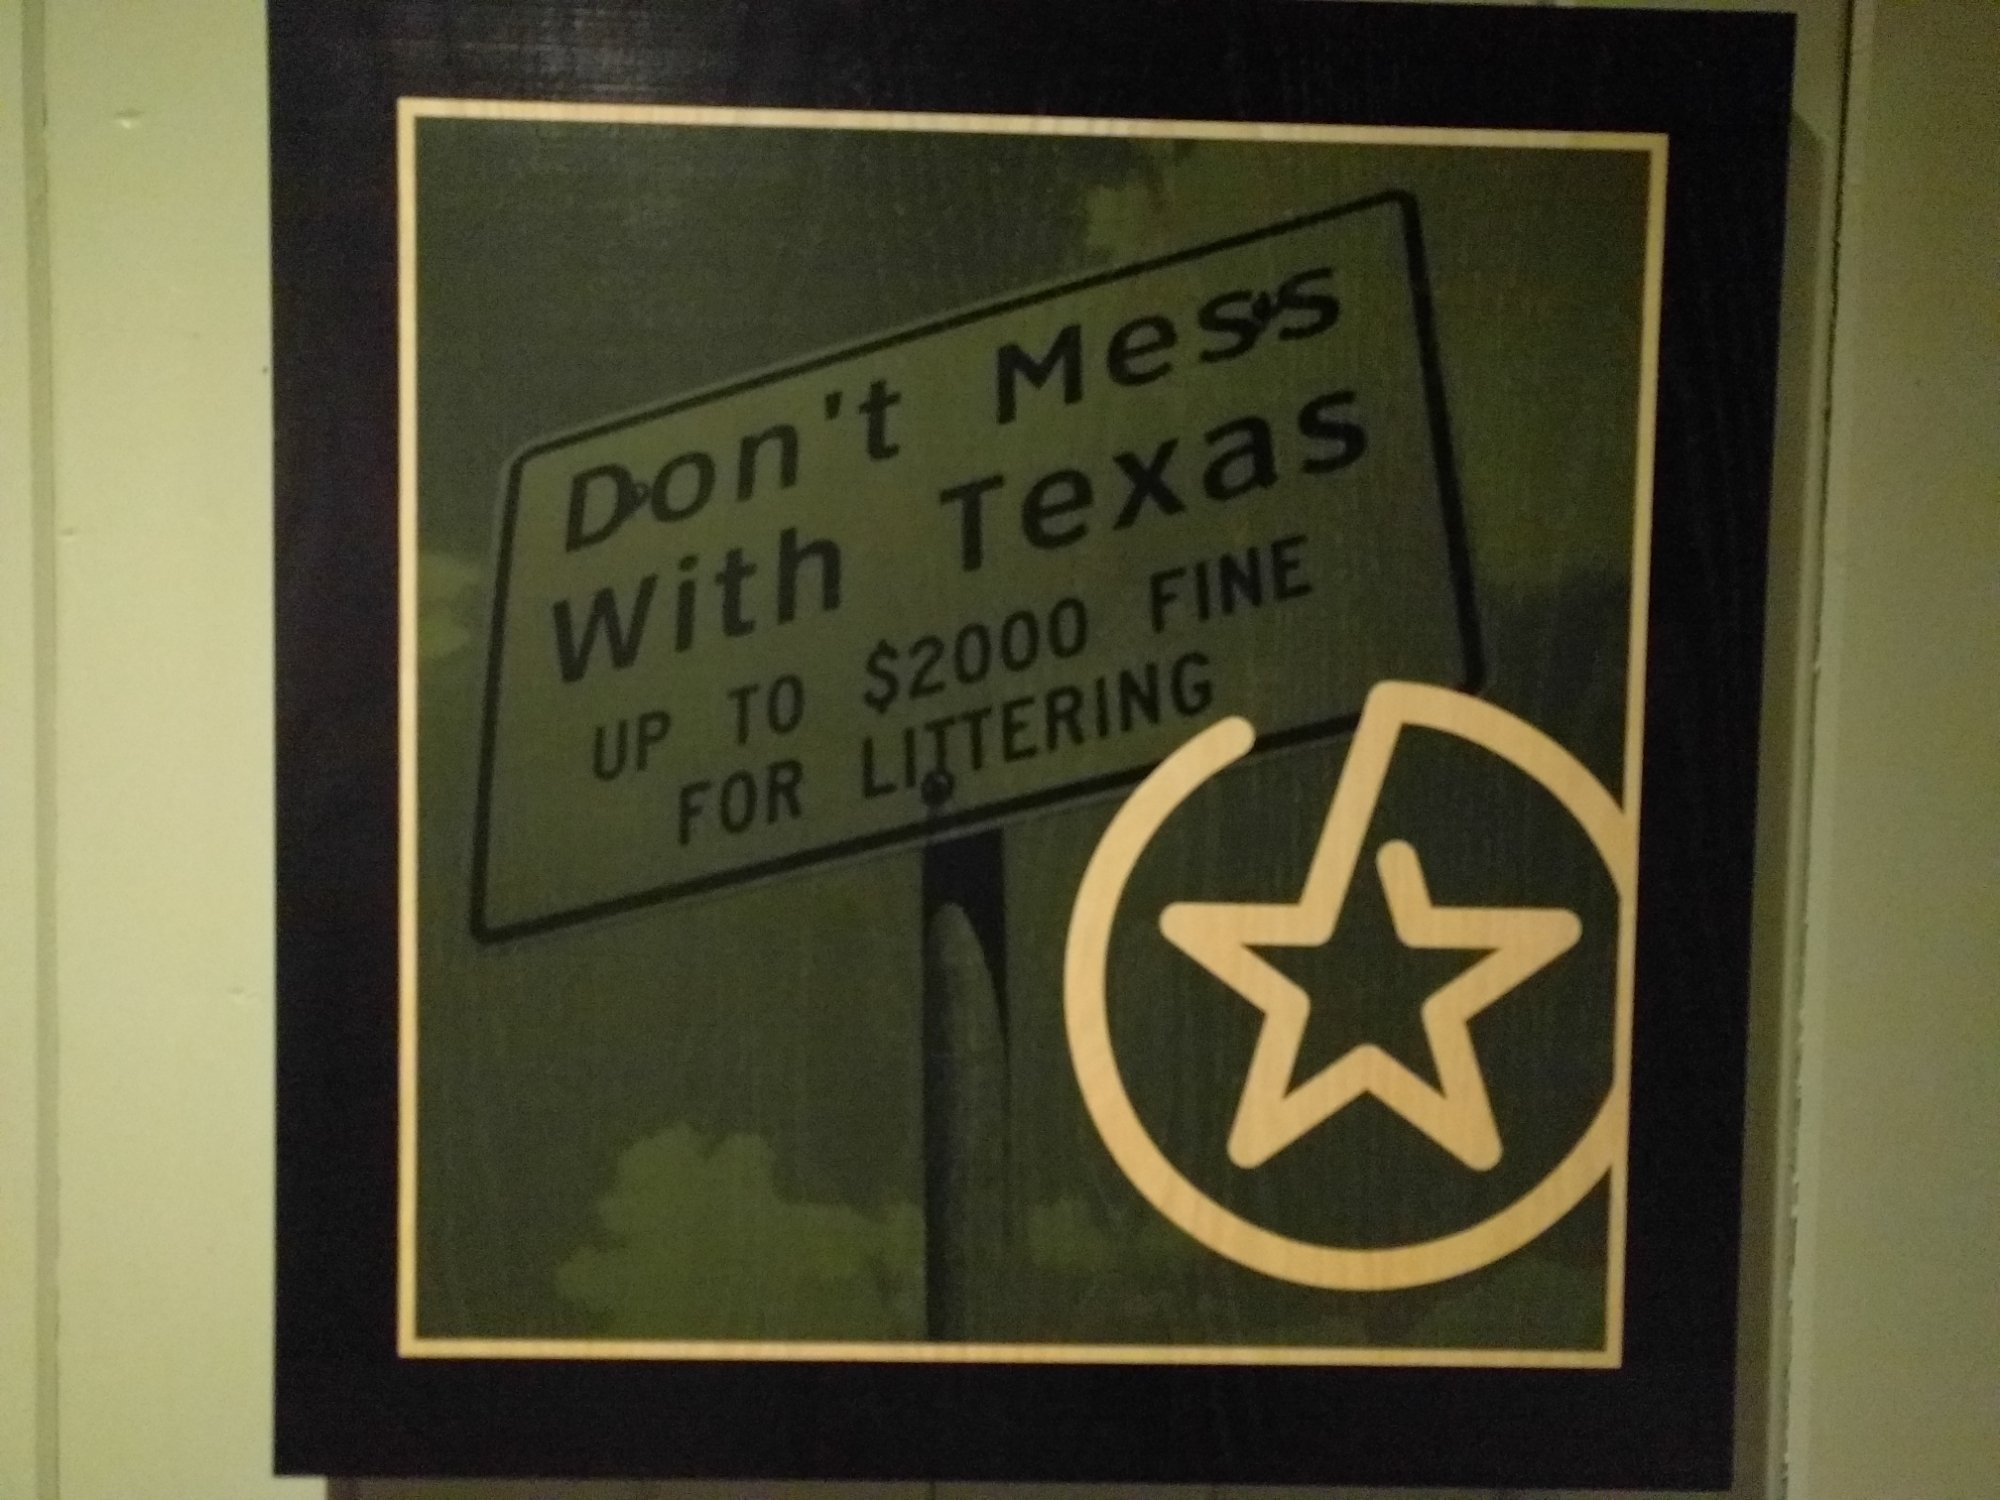 Don't Mess
With Texas
UP TO $2000 FINE
FOR LITTERING